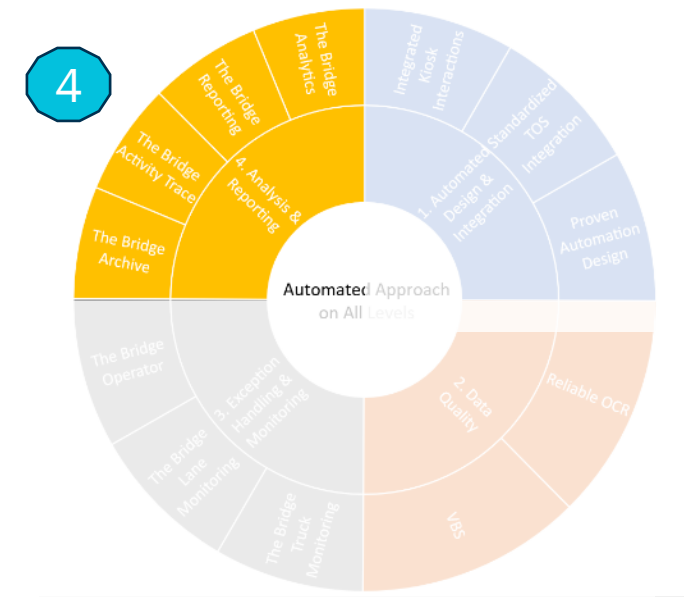 4
The Bridge
Analytics
The Bridge
Reporting
The Bridge
Activity Trace
The Bridge
Archive
4. Analysis &
Reporting
Integrated
Kiosk
Interactions
Standardized
TOS
Integration
Proven
Automation
Design
1. Automated
Design &
Integration
Automated Approach
on All Levels
2. Data
Quality
Reliable OCR
VBS
3. Exception
Handling &
Monitoring
The Bridge
Operator
The Bridge
Lane
Monitoring
The Bridge
Truck
Monitoring